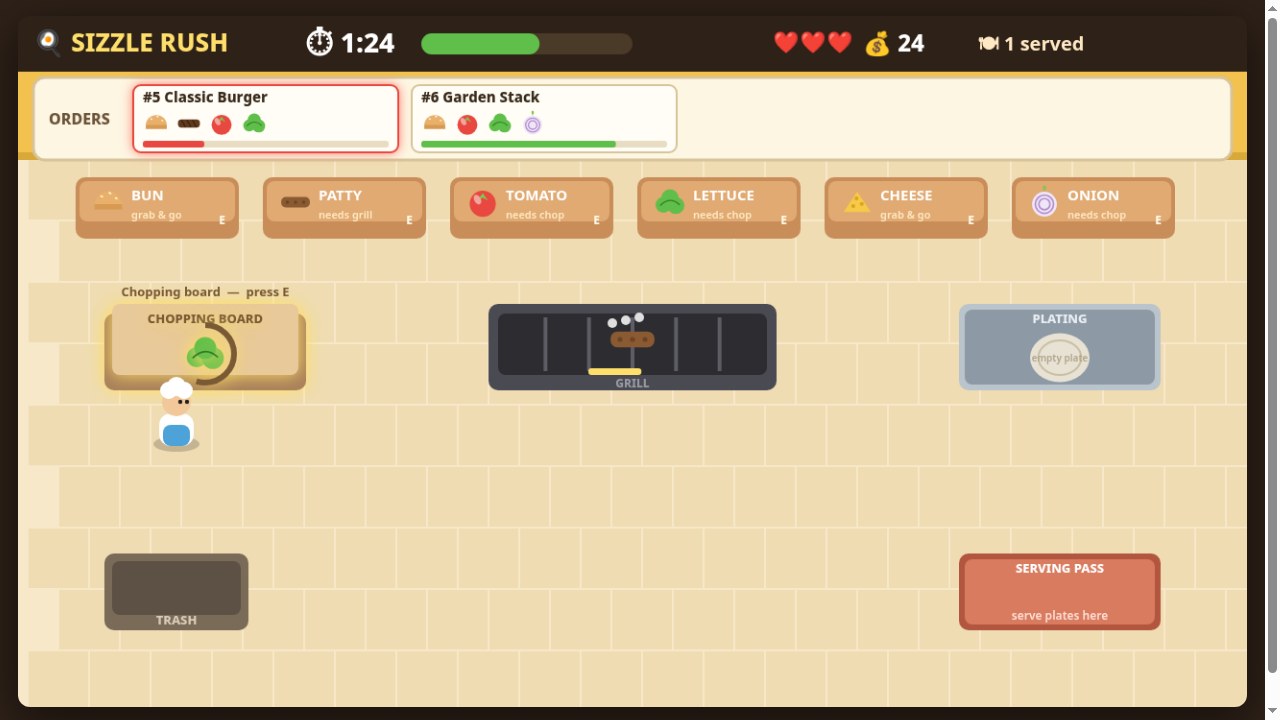 SIZZLE RUSH
1:24
24
1 served
ORDERS
#5 Classic Burger
#6 Garden Stack
BUN
grab & go
E
PATTY
needs grill
E
TOMATO
needs chop
E
LETTUCE
needs chop
E
CHEESE
grab & go
E
ONION
needs chop
E
Chopping board — press E
CHOPPING BOARD
GRILL
PLATING
empty plate
TRASH
SERVING PASS
serve plates here